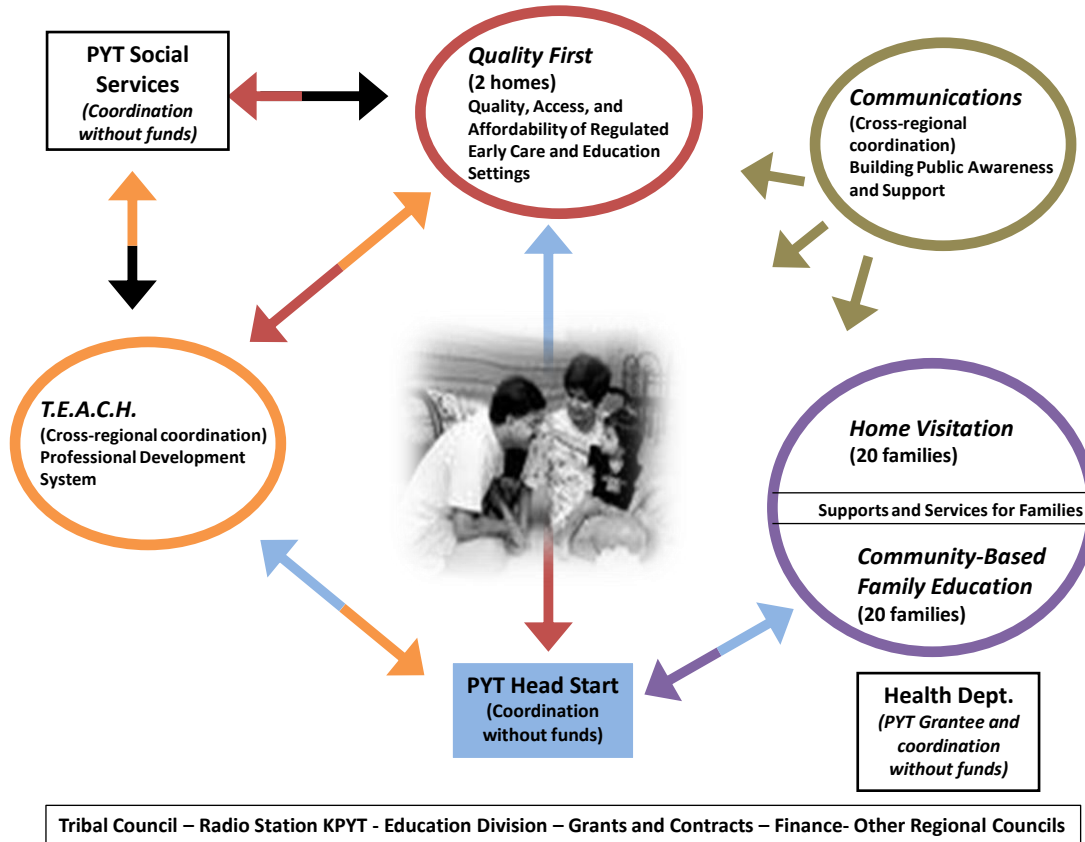 PYT Social
Services
(Coordination
without funds)
Quality First
(2 homes)
Quality, Access, and
Affordability of Regulated
Early Care and Education
Settings
Communications
(Cross-regional
coordination)
Building Public Awareness
and Support
T.E.A.C.H.
(Cross-regional coordination)
Professional Development
System
Home Visitation
(20 families)
Supports and Services for Families
Community-Based
Family Education
(20 families)
PYT Head Start
(Coordination
without funds)
Health Dept.
(PYT Grantee and
coordination
without funds)
Tribal Council – Radio Station KPYT - Education Division – Grants and Contracts – Finance- Other Regional Councils